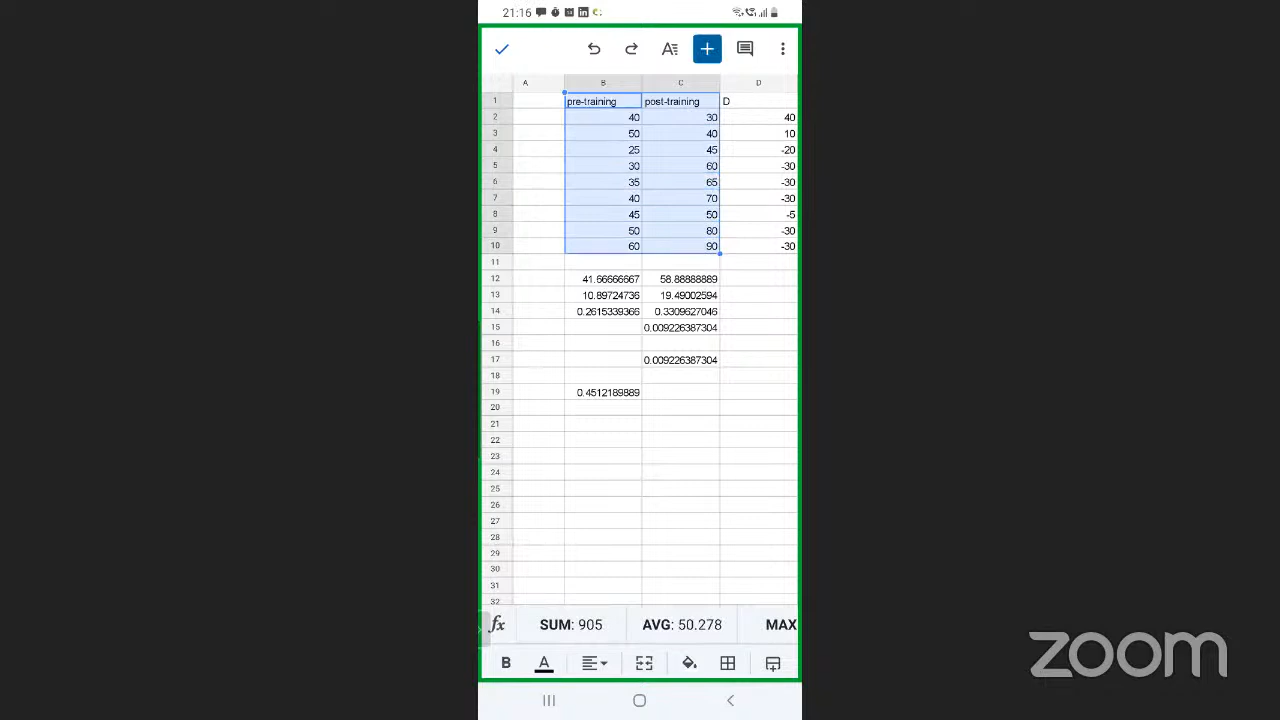 21:16
A B C D
1 pre-training post-training D
2 40 30 40
3 50 40 10
4 25 45 -20
5 30 60 -30
6 35 65 -30
7 40 70 -30
8 45 50 -5
9 50 80 -30
10 60 90 -30
11
12 41.66666667 58.88888889
13 10.89724736 19.49002594
14 0.2615339366 0.3309627046
15 0.009226387304
16
17 0.009226387304
18
19 0.4512189889
20
21
22
23
24
25
26
27
28
29
30
31
32
fx SUM: 905 AVG: 50.278 MAX
B A
zoom